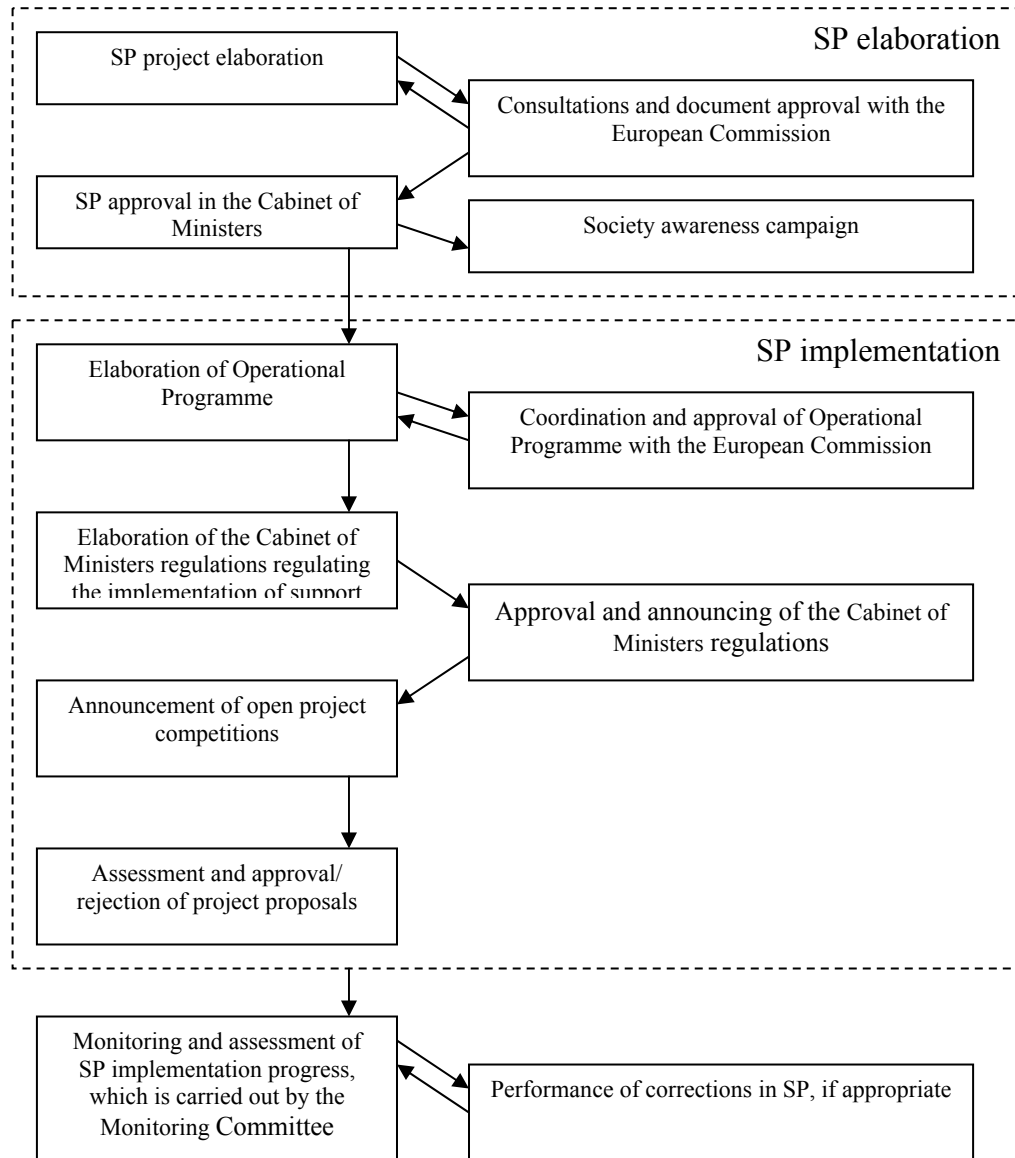 SP elaboration
SP project elaboration
Consultations and document approval with the
European Commission
SP approval in the Cabinet of
Ministers
Society awareness campaign
SP implementation
Elaboration of Operational
Programme
Coordination and approval of Operational
Programme with the European Commission
Elaboration of the Cabinet of
Ministers regulations regulating
the implementation of support
Approval and announcing of the Cabinet of
Ministers regulations
Announcement of open project
competitions
Assessment and approval/
rejection of project proposals
Monitoring and assessment of
SP implementation progress,
which is carried out by the
Monitoring Committee
Performance of corrections in SP, if appropriate